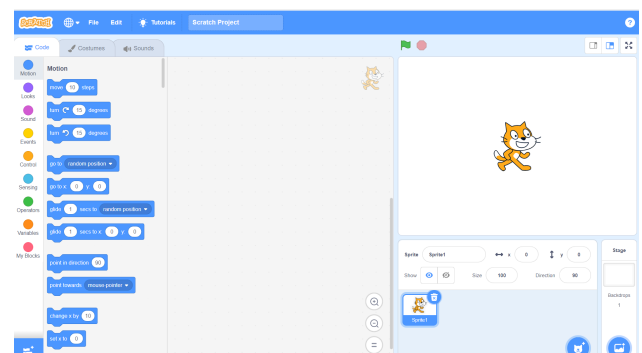 SCRATCH File Edit Tutorials Scratch Project ?
Code Costumes Sounds
Motion
Looks
Sound
Events
Control
Sensing
Operators
Variables
My Blocks
Motion
move 10 steps
turn 15 degrees
turn 15 degrees
go to random position
go to x: 0 y: 0
glide 1 secs to random position
glide 1 secs to x: 0 y: 0
point in direction 90
point towards mouse-pointer
change x by 10
set x to 0
Sprite Sprite1 x 0 y 0
Show Size 100 Direction 90
Sprite1
Stage
Backdrops
1